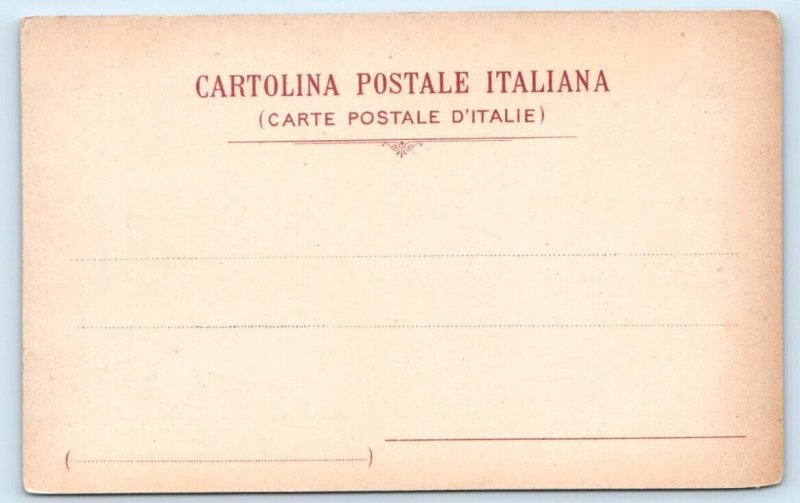 CARTOLINA POSTALE ITALIANA
(CARTE POSTALE D'ITALIE)